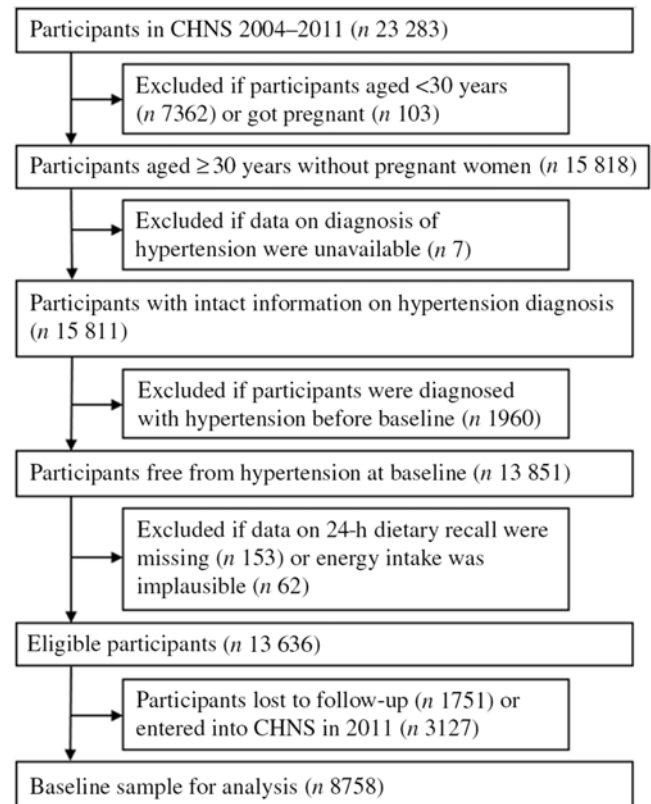 Participants in CHNS 2004–2011 (n 23 283)
Excluded if participants aged <30 years
(n 7362) or got pregnant (n 103)
Participants aged ≥30 years without pregnant women (n 15 818)
Excluded if data on diagnosis of
hypertension were unavailable (n 7)
Participants with intact information on hypertension diagnosis
(n 15 811)
Excluded if participants were diagnosed
with hypertension before baseline (n 1960)
Participants free from hypertension at baseline (n 13 851)
Excluded if data on 24-h dietary recall were
missing (n 153) or energy intake was
implausible (n 62)
Eligible participants (n 13 636)
Participants lost to follow-up (n 1751) or
entered into CHNS in 2011 (n 3127)
Baseline sample for analysis (n 8758)